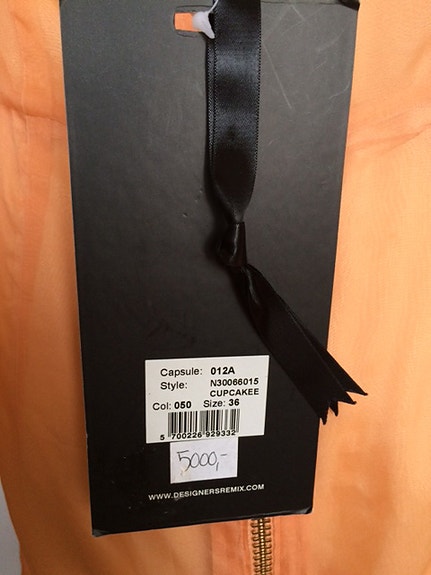 Capsule: 012A
Style: N30066015
CUPCAKEE
Col: 050 Size: 36
5 700226 929332
5000,-
WWW.DESIGNERSREMIX.COM